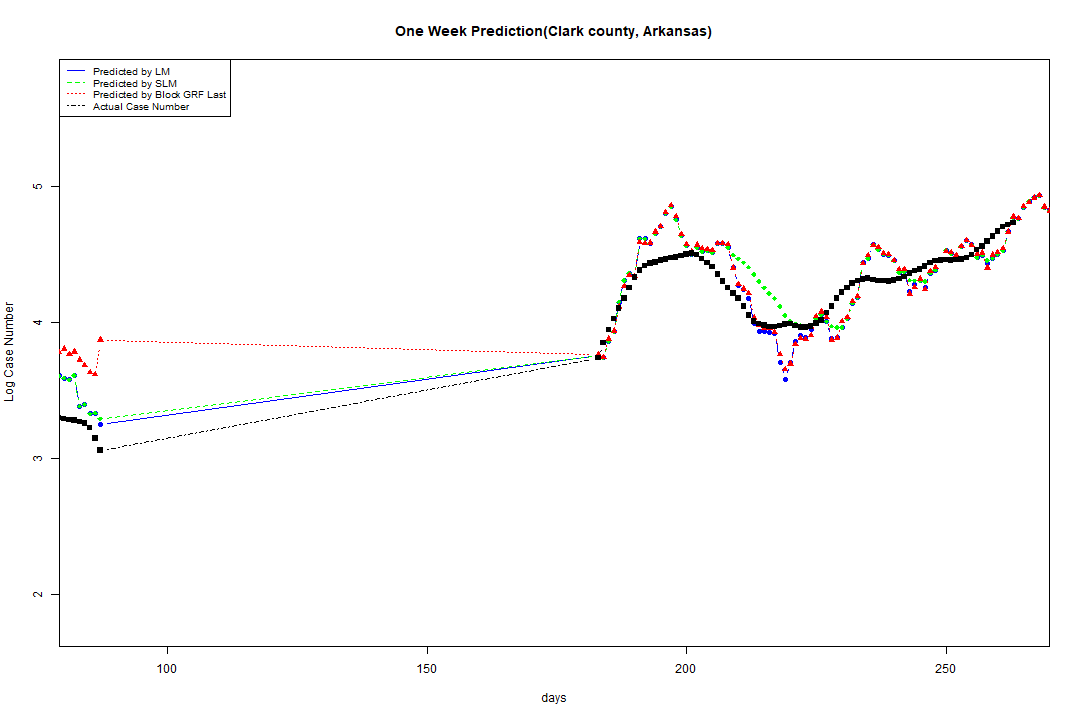 One Week Prediction(Clark county, Arkansas)
Predicted by LM
Predicted by SLM
Predicted by Block GRF Last
Actual Case Number
Log Case Number
5
4
3
2
100 150 200 250
days